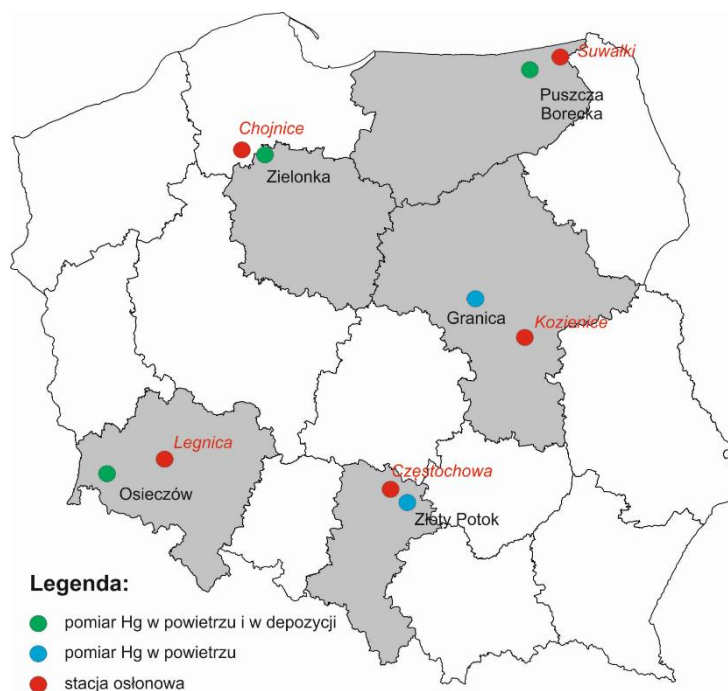 Suwałki
Puszcza
Borecka
Chojnice
Zielonka
Granica
Kozienice
Legnica
Osieczów
Częstochowa
Złoty Potok
Legenda:
pomiar Hg w powietrzu i w depozycji
pomiar Hg w powietrzu
stacja osłonowa